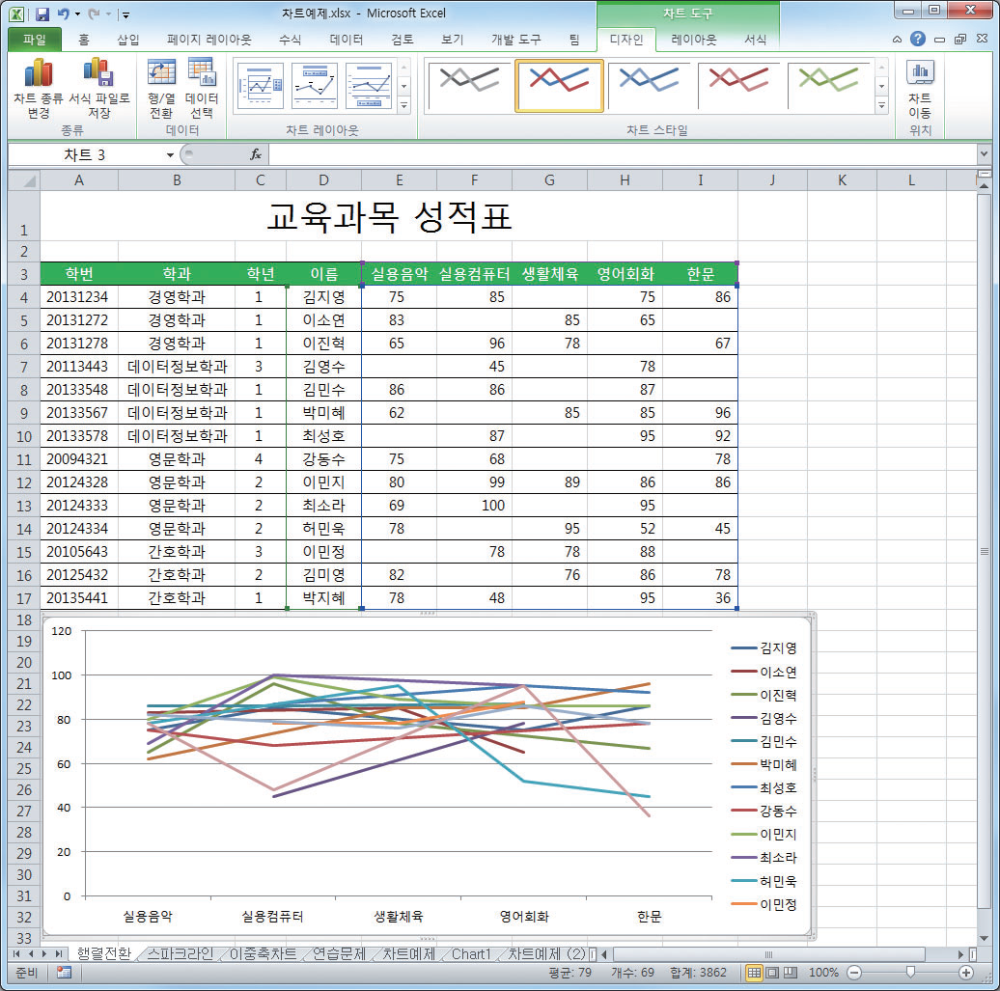 차트예제.xlsx - Microsoft Excel 차트 도구
파일 홈 삽입 페이지 레이아웃 수식 데이터 검토 보기 개발 도구 팀 디자인 레이아웃 서식
차트 종류 서식 파일로 행/열 데이터 차트
변경 저장 전환 선택 이동
종류 데이터 차트 레이아웃 차트 스타일 위치
차트 3 fx
A B C D E F G H I J K L
1 교육과목 성적표
2
3 학번 학과 학년 이름 실용음악 실용컴퓨터 생활체육 영어회화 한문
4 20131234 경영학과 1 김지영 75 85 75 86
5 20131272 경영학과 1 이소연 83 85 65
6 20131278 경영학과 1 이진혁 65 96 78 67
7 20113443 데이터정보학과 3 김영수 45 78
8 20133548 데이터정보학과 1 김민수 86 86 87
9 20133567 데이터정보학과 1 박미혜 62 85 85 96
10 20133578 데이터정보학과 1 최성호 87 95 92
11 20094321 영문학과 4 강동수 75 68 78
12 20124328 영문학과 2 이민지 80 99 89 86 86
13 20124333 영문학과 2 최소라 69 100 95
14 20124334 영문학과 2 허민욱 78 95 52 45
15 20105643 간호학과 3 이민정 78 78 88
16 20125432 간호학과 2 김미영 82 76 86 78
17 20135441 간호학과 1 박지혜 78 48 95 36
18
19
20
21
22
23
24
25
26
27
28
29
30
31
32
33
120
100
80
60
40
20
0
실용음악 실용컴퓨터 생활체육 영어회화 한문
김지영
이소연
이진혁
김영수
김민수
박미혜
최성호
강동수
이민지
최소라
허민욱
이민정
행렬전환 스파크라인 이중축차트 연습문제 차트예제 Chart1 차트예제 (2)
준비 평균: 79 개수: 69 합계: 3862 100%